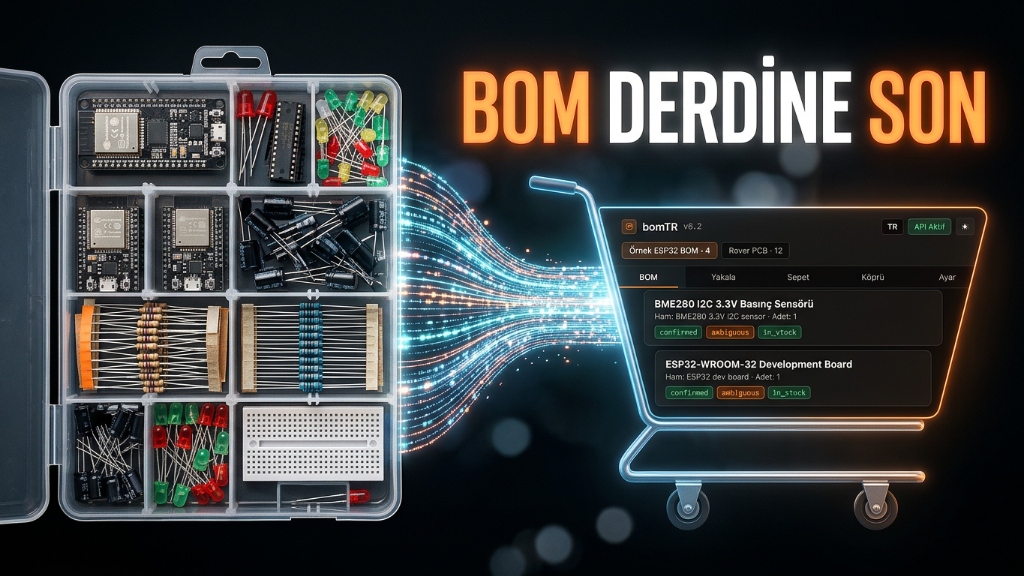 BOM DERDİNE SON
bomTR v6.2
TR
API Aktif
Örnek ESP32 BOM - 4
Rover PCB · 12
BOM
Yakala
Sepet
Köprü
Ayar
BME280 I2C 3.3V Basınç Sensörü
Ham: BME280 3.3V I2C sensor · Adet: 1
confirmed
ambiguous
in_vtock
ESP32-WROOM-32 Development Board
Ham: ESP32 dev board · Adet: 1
confirmed
ambiguous
in_stock